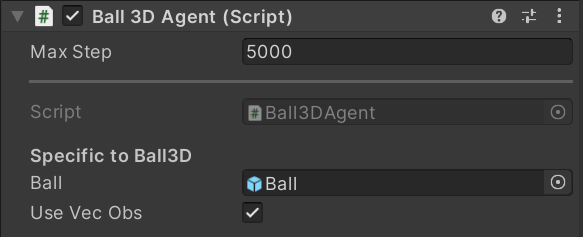 Ball 3D Agent (Script)
Max Step 5000
Script Ball3DAgent
Specific to Ball3D
Ball Ball
Use Vec Obs